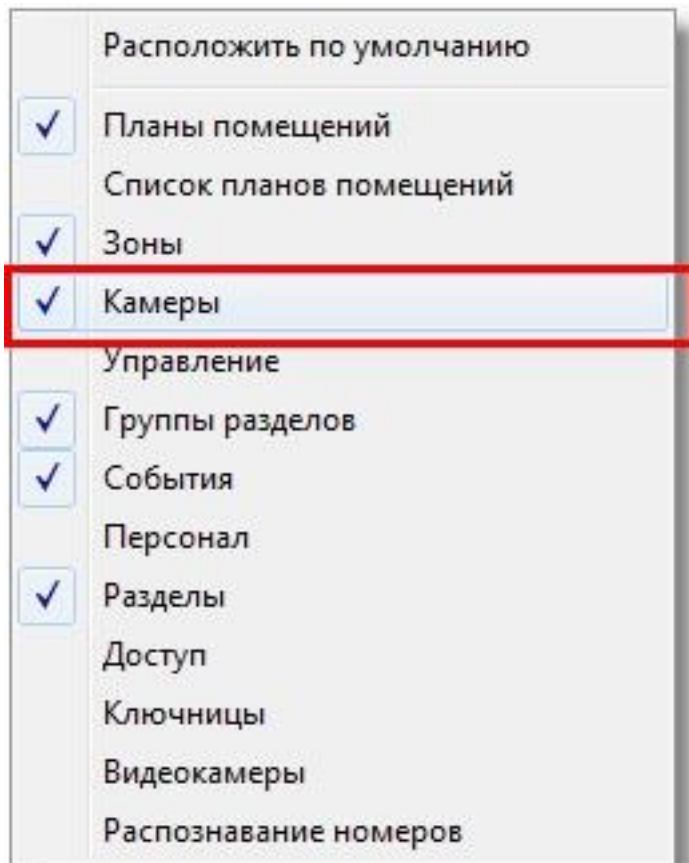 Расположить по умолчанию
Планы помещений
Список планов помещений
Зоны
Камеры
Управление
Группы разделов
События
Персонал
Разделы
Доступ
Ключницы
Видеокамеры
Распознавание номеров